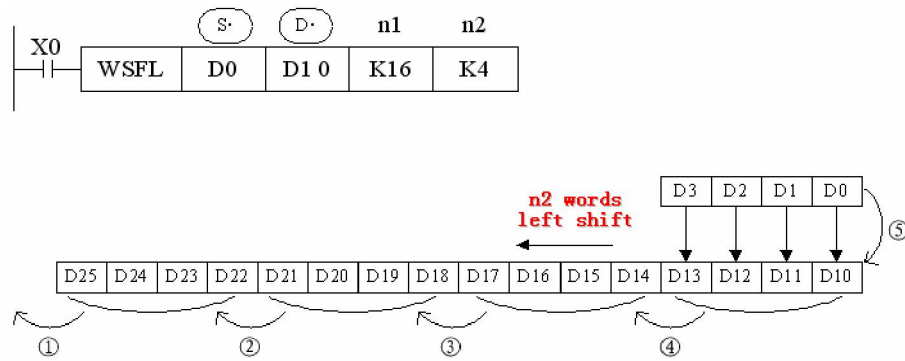 S· D· n1 n2
X0
WSFL D0 D1 0 K16 K4
D3 D2 D1 D0
n2 words
left shift
⑤
D25 D24 D23 D22 D21 D20 D19 D18 D17 D16 D15 D14 D13 D12 D11 D10
① ② ③ ④